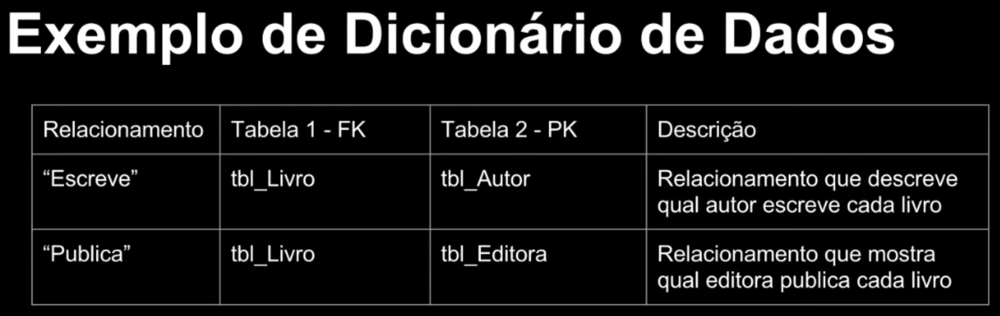 Exemplo de Dicionário de Dados
Relacionamento Tabela 1 - FK Tabela 2 - PK Descrição
“Escreve” tbl_Livro tbl_Autor Relacionamento que descreve
qual autor escreve cada livro
“Publica” tbl_Livro tbl_Editora Relacionamento que mostra
qual editora publica cada livro